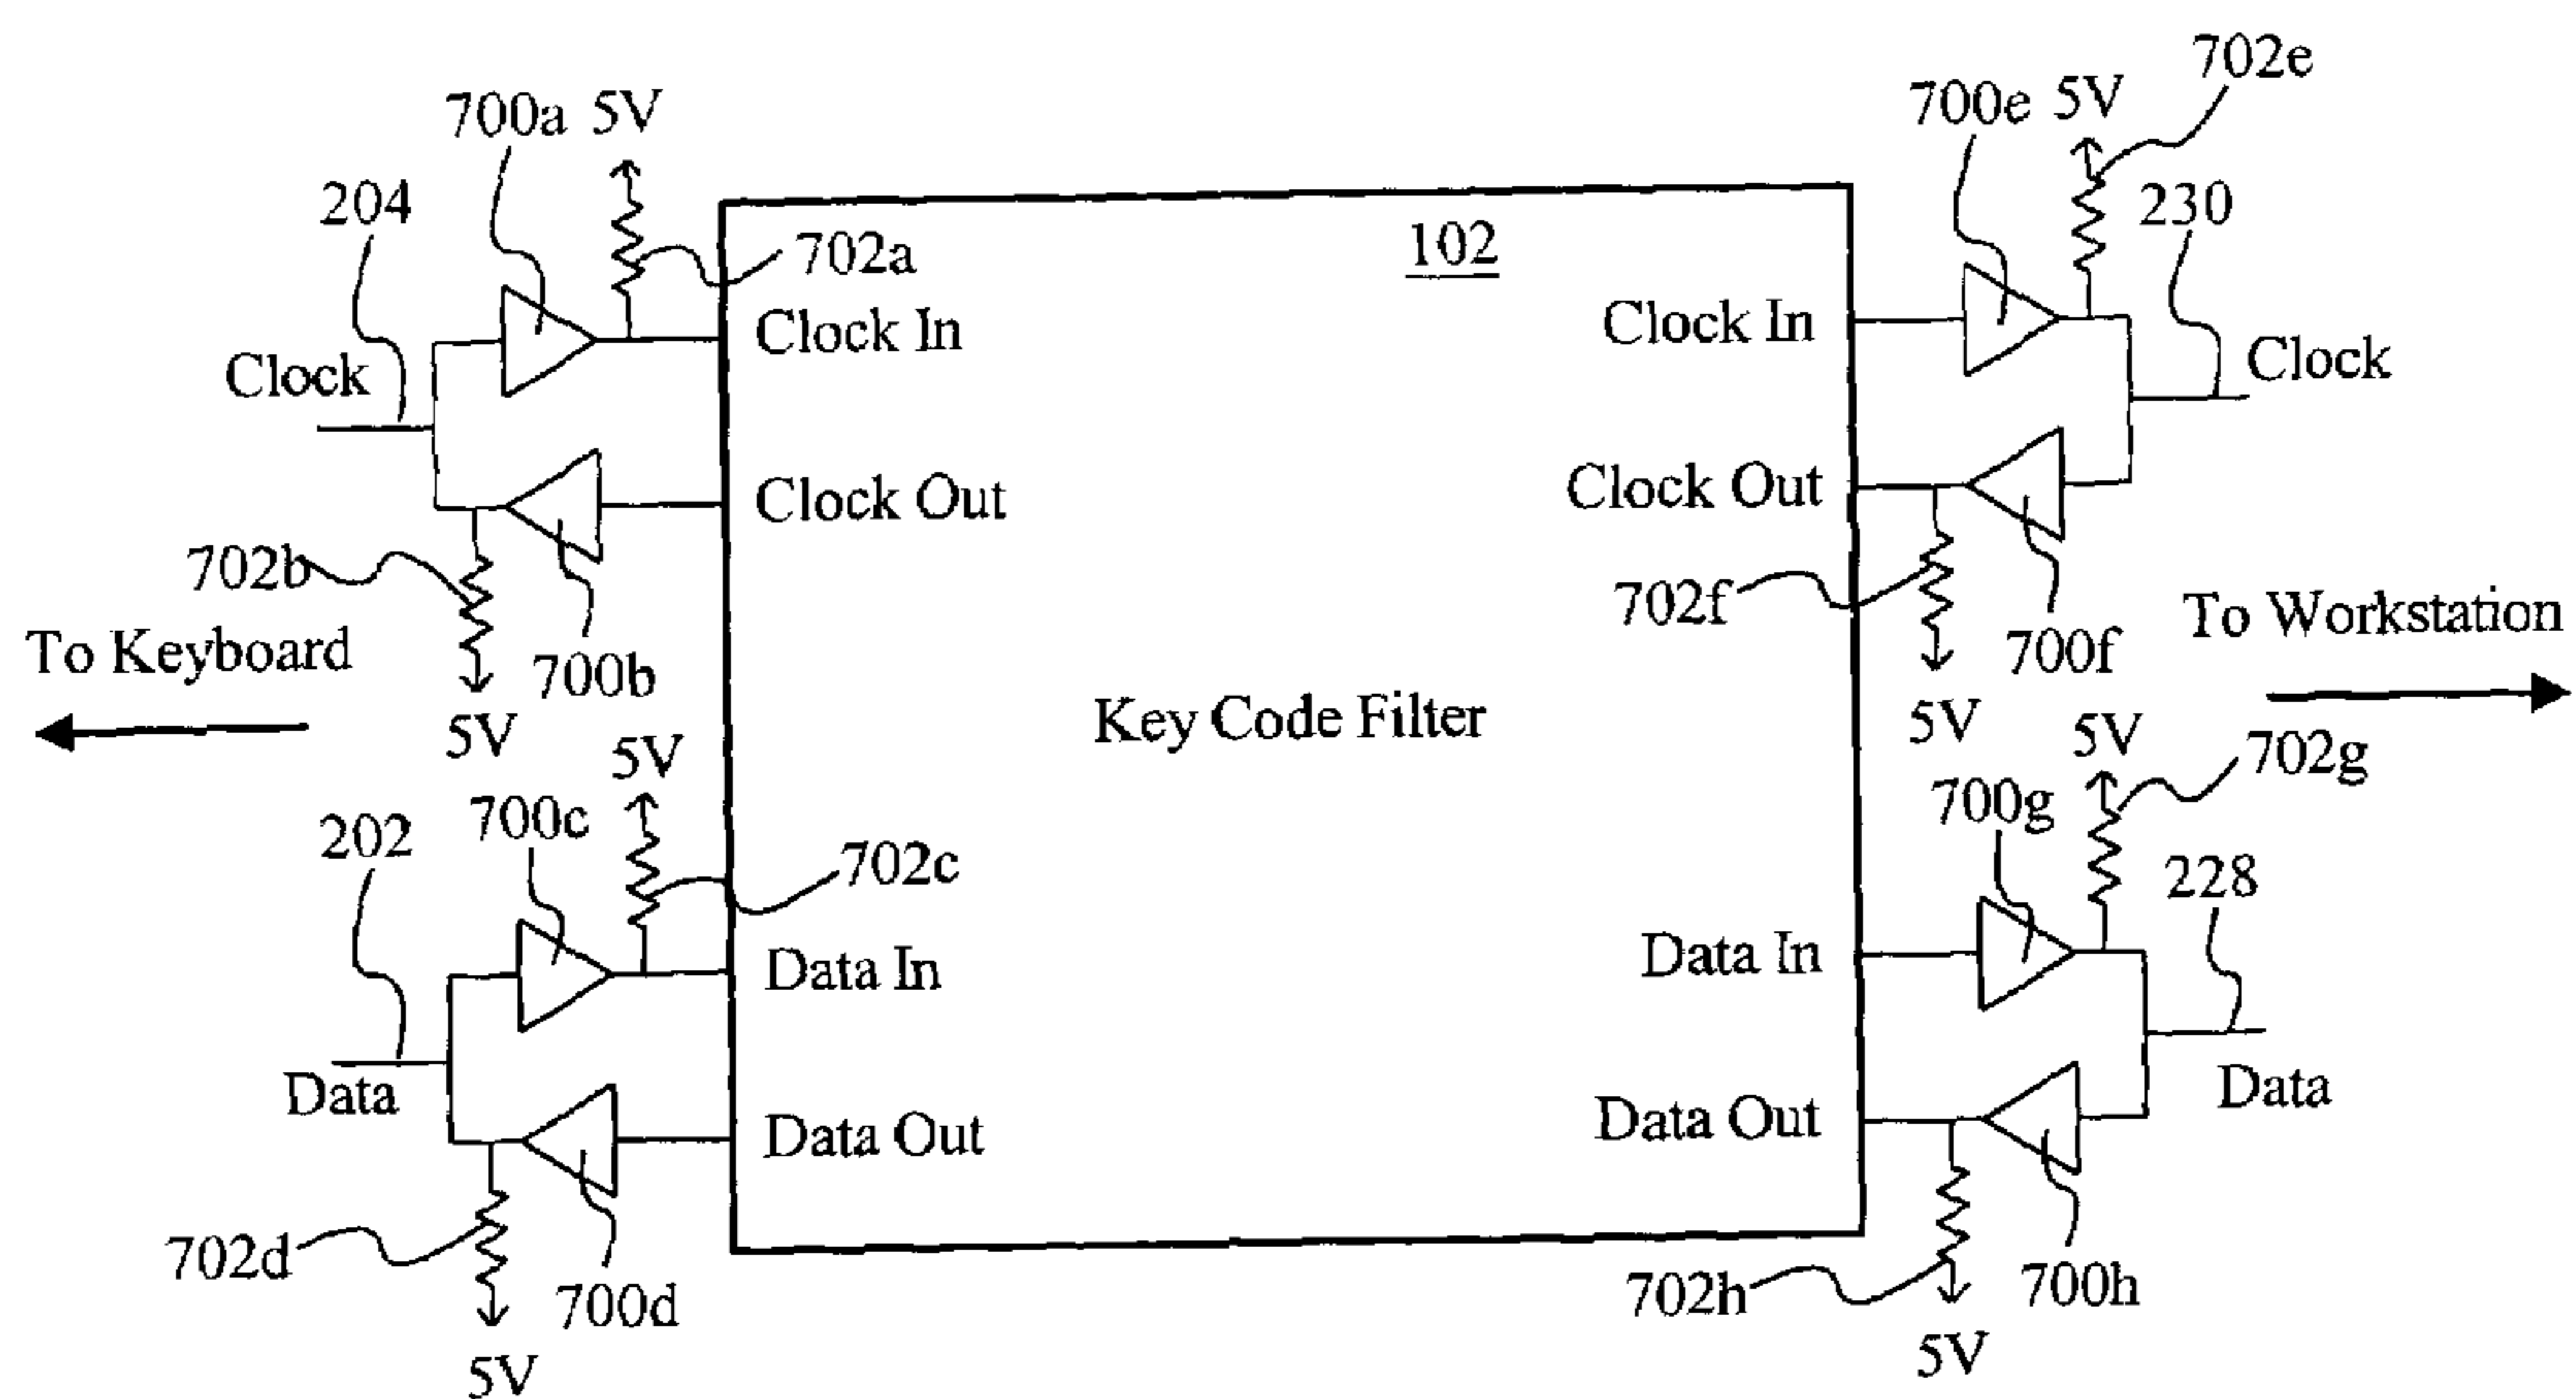 702e
700a 5V
700e 5V
204
230
702a
102
Clock In
Clock In
Clock
Clock
Clock Out
Clock Out
702b
702f
To Keyboard
700b
700f
To Workstation
Key Code Filter
5V
5V
5V
5V
702g
700c
700g
202
702c
228
Data In
Data In
Data
Data
Data Out
Data Out
702d
700d
702h
700h
5V
5V